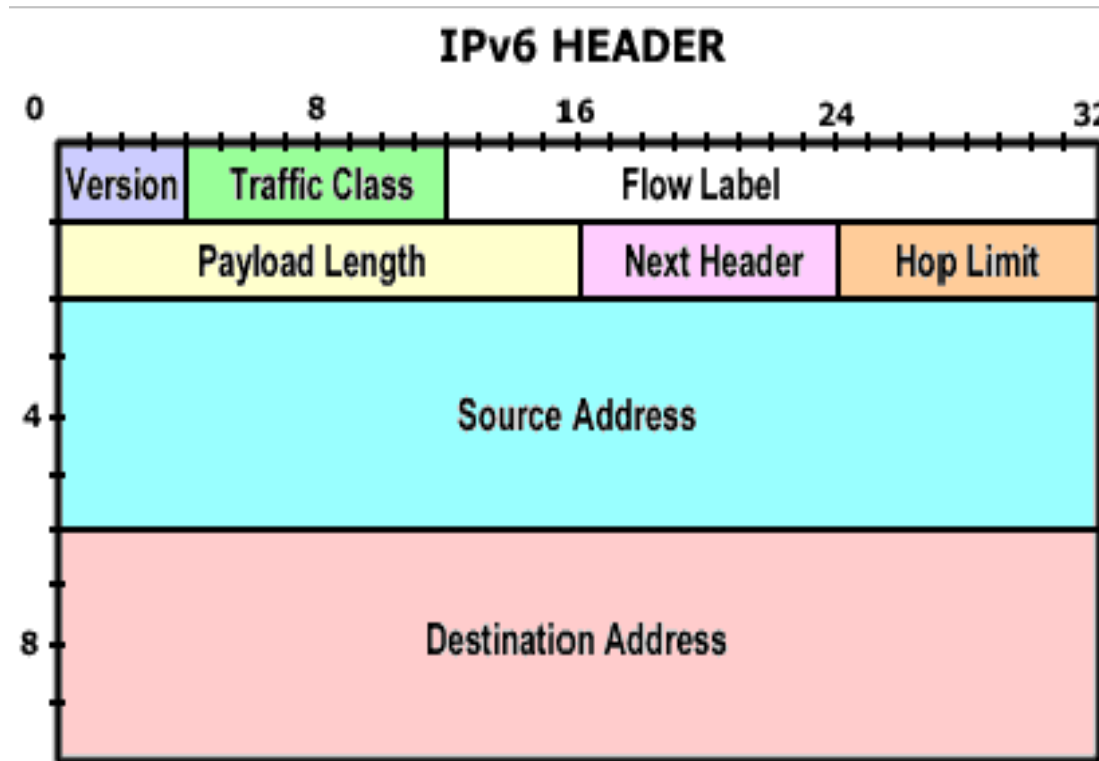 IPv6 HEADER
0 8 16 24 32
Version Traffic Class Flow Label
Payload Length Next Header Hop Limit
4 Source Address
8 Destination Address